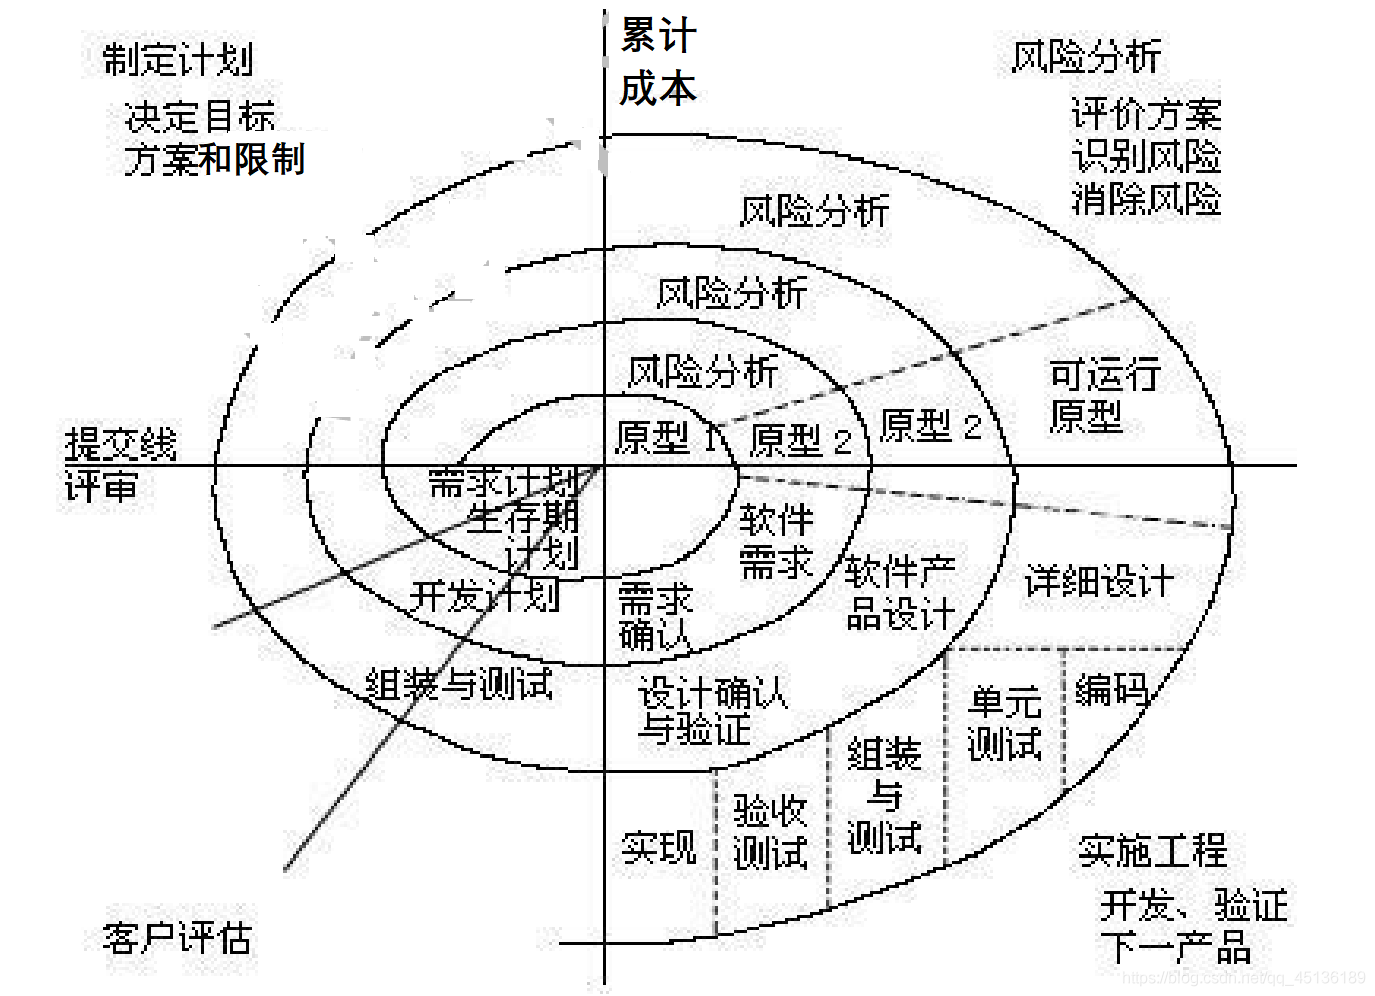 累计
成本
制定计划
决定目标
方案和限制
风险分析
评价方案
识别风险
消除风险
风险分析
风险分析
风险分析
可运行
原型
原型 1
原型 2
原型 2
提交线
评审
需求计划
生存期
计划
开发计划
组装与测试
软件
需求
需求
确认
软件产
品设计
设计确认
与验证
详细设计
编码
单元
测试
组装
与
测试
验收
测试
实现
实施工程
开发、验证
下一产品
客户评估
https://blog.csdn.net/qq_45136189